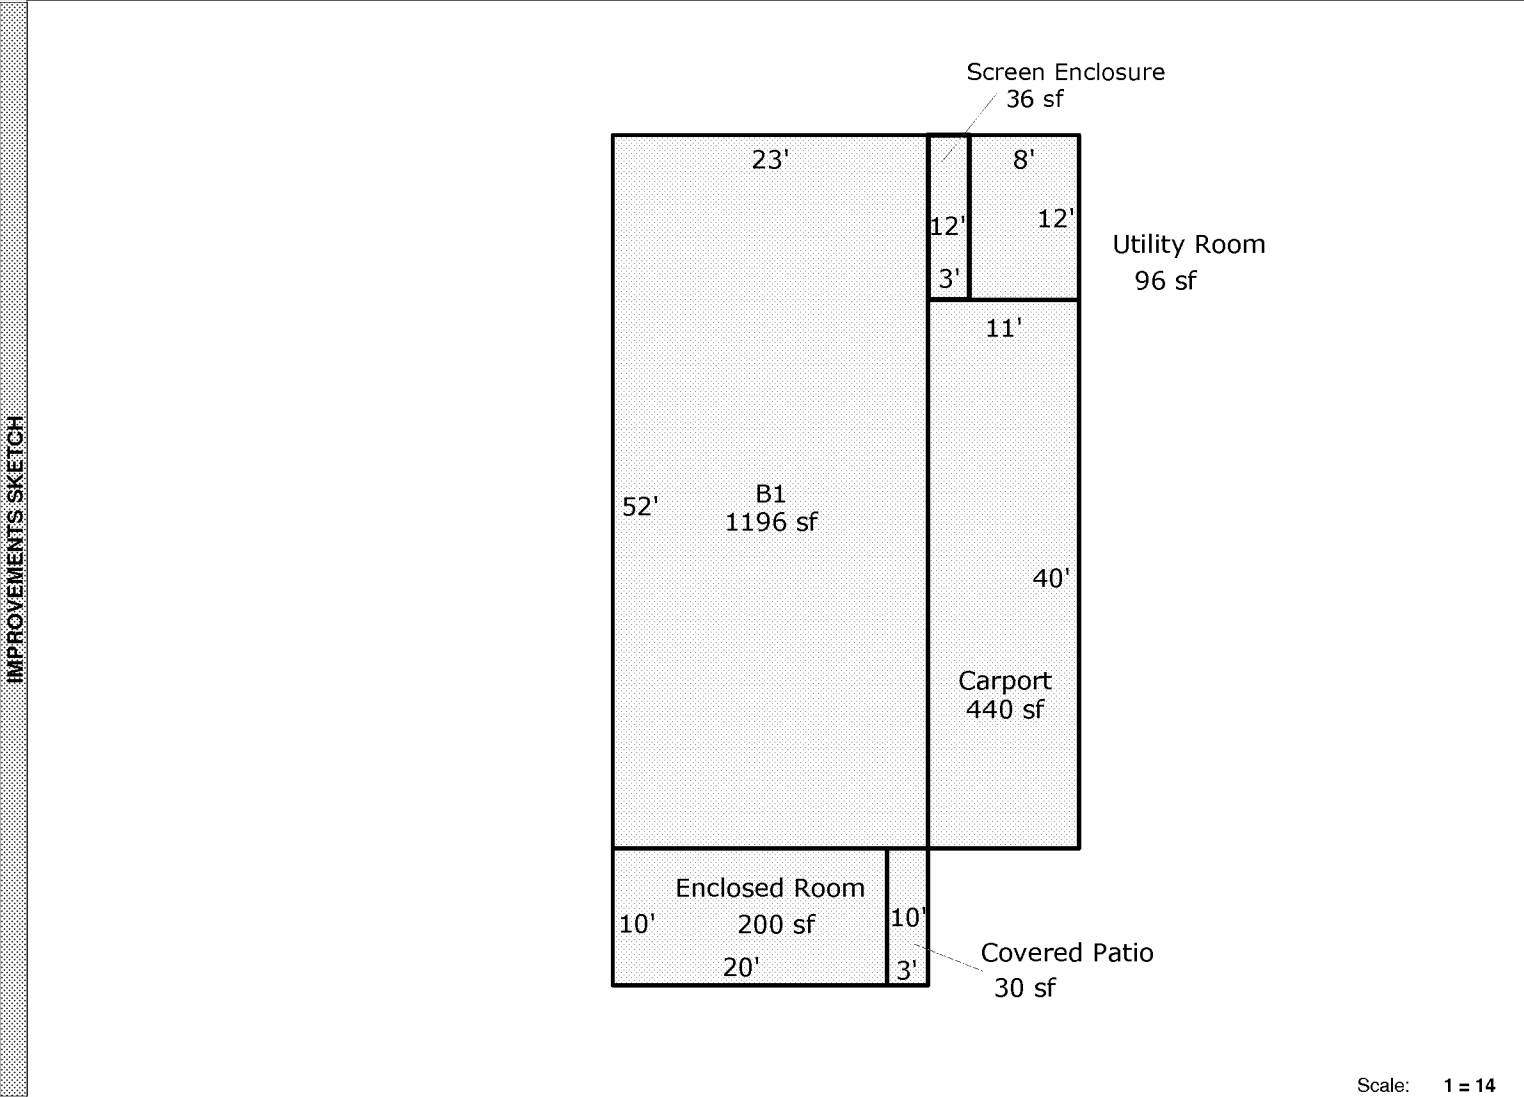 IMPROVEMENTS SKETCH
Screen Enclosure
36 sf
23'
8'
12'
12'
3'
Utility Room
96 sf
11'
52'
B1
1196 sf
40'
Carport
440 sf
Enclosed Room
10'
200 sf
20'
10'
3'
Covered Patio
30 sf
Scale: 1 = 14